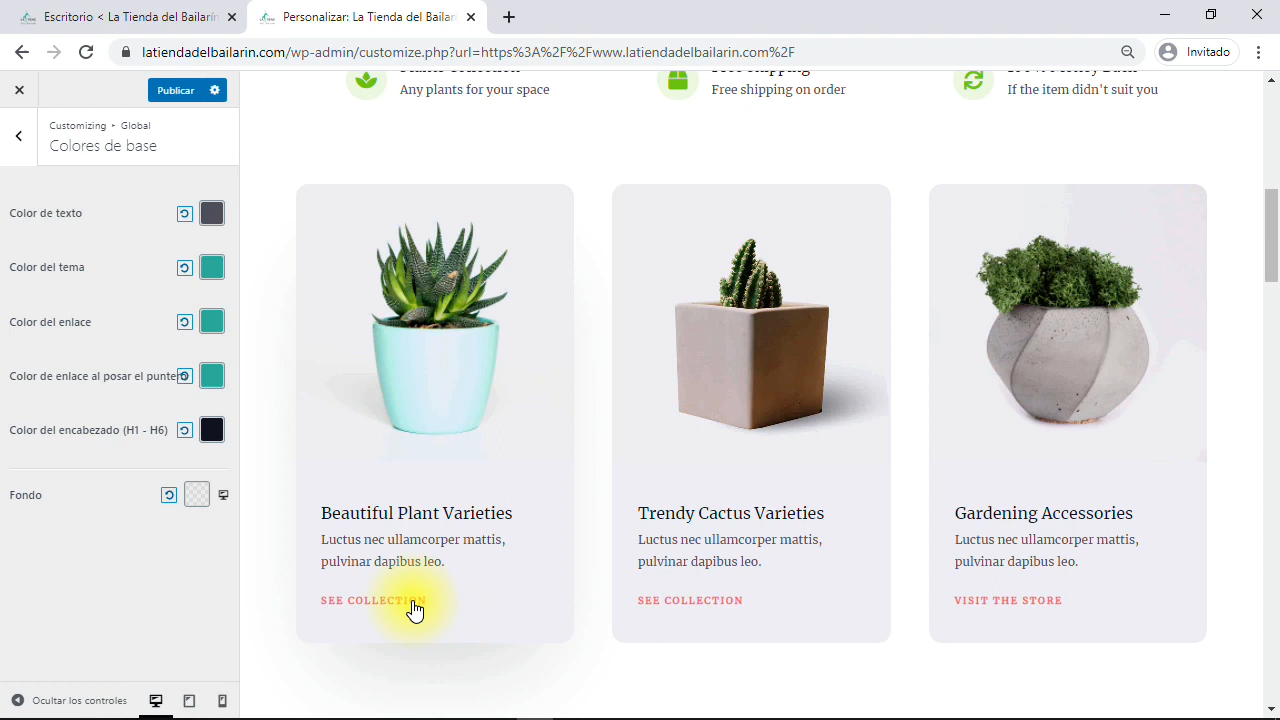 Escritorio < La Tienda del Bailarín
Personalizar: La Tienda del Bailar
latiendadelbailarin.com/wp-admin/customize.php?url=https%3A%2F%2Fwww.latiendadelbailarin.com%2F
Invitado
Publicar
Customizing ▸ Global
Colores de base
Color de texto
Color del tema
Color del enlace
Color de enlace al posar el puntero
Color del encabezado (H1 - H6)
Fondo
Ocultar los controles
Any plants for your space
Free shipping
Free shipping on order
If the item didn't suit you
Beautiful Plant Varieties
Luctus nec ullamcorper mattis,
pulvinar dapibus leo.
SEE COLLECTION
Trendy Cactus Varieties
Luctus nec ullamcorper mattis,
pulvinar dapibus leo.
SEE COLLECTION
Gardening Accessories
Luctus nec ullamcorper mattis,
pulvinar dapibus leo.
VISIT THE STORE